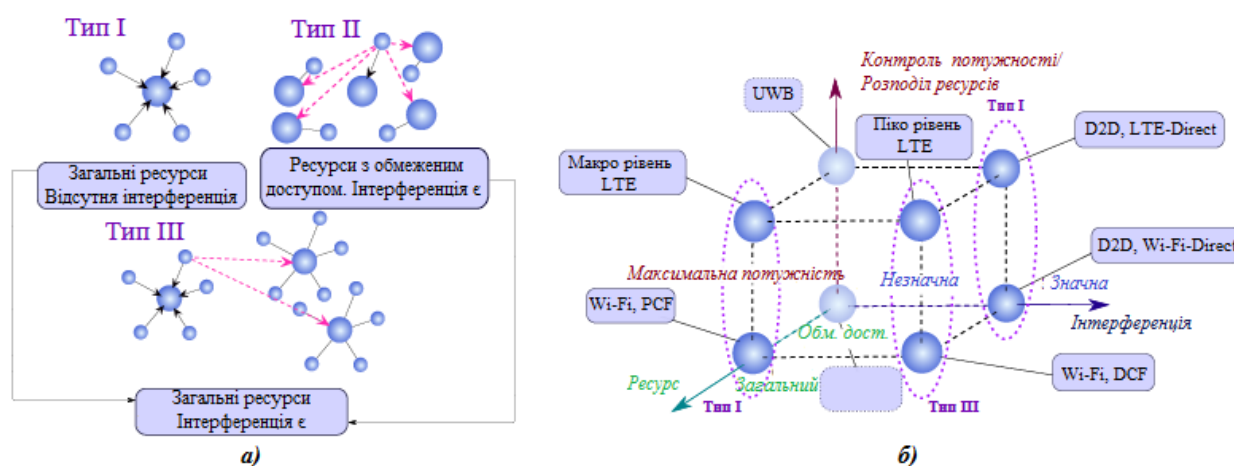 Тип I
Тип II
Загальні ресурси
Відсутня інтерференція
Ресурси з обмеженим
доступом. Інтерференція є
Тип III
Загальні ресурси
Інтерференція є
а)
Контроль потужності/
Розподіл ресурсів
UWB
Тип I
Піко рівень
LTE
D2D, LTE-Direct
Макро рівень
LTE
D2D, Wi-Fi-Direct
Максимальна потужність
Незначна
Значна
Wi-Fi, PCF
Інтерференція
Обм. дост.
Wi-Fi, DCF
Ресурс
Загальний
Тип I
Тип III
б)